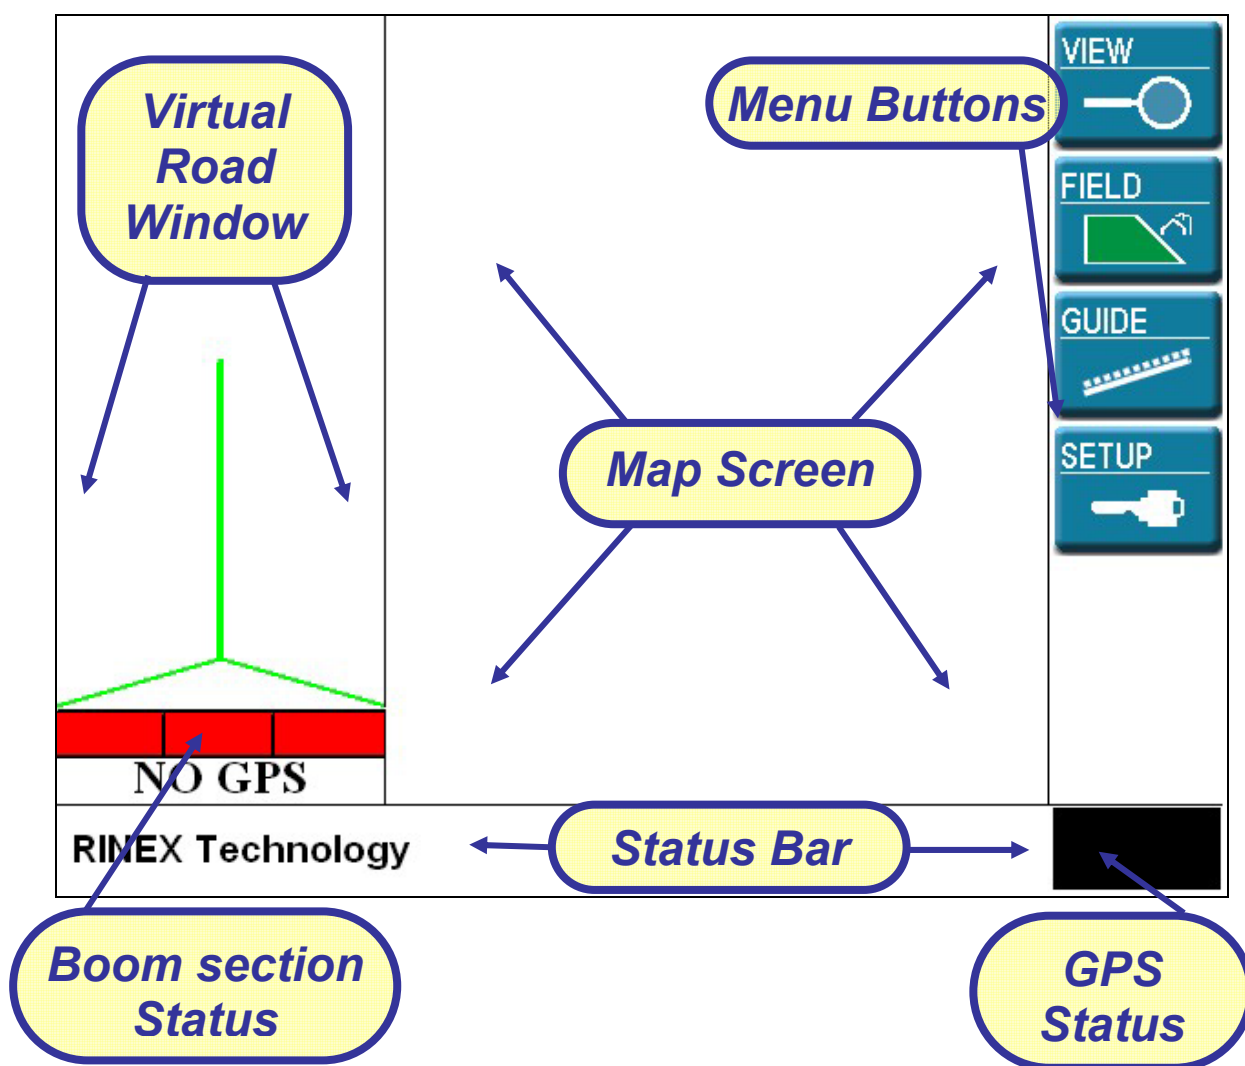 Virtual
Road
Window
Menu Buttons
VIEW
FIELD
GUIDE
SETUP
Map Screen
NO GPS
RINEX Technology
Status Bar
Boom section
Status
GPS
Status